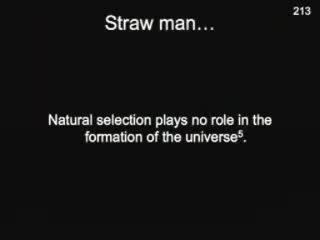 213
Straw man…
Natural selection plays no role in the
formation of the universe⁵.